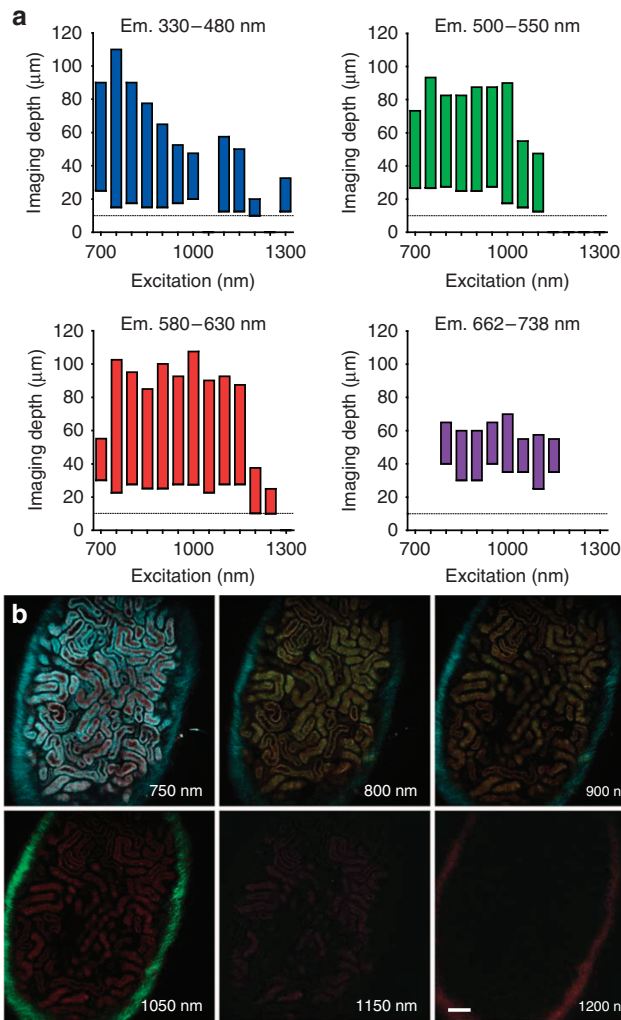 a
Em. 330–480 nm
Imaging depth (μm)
120
100
80
60
40
20
0
700 1000 1300
Excitation (nm)
Em. 500–550 nm
Imaging depth (μm)
120
100
80
60
40
20
0
700 1000 1300
Excitation (nm)
Em. 580–630 nm
Imaging depth (μm)
120
100
80
60
40
20
0
700 1000 1300
Excitation (nm)
Em. 662–738 nm
Imaging depth (μm)
120
100
80
60
40
20
0
700 1000 1300
Excitation (nm)
b
750 nm
800 nm
900 n
1050 nm
1150 nm
1200 nm